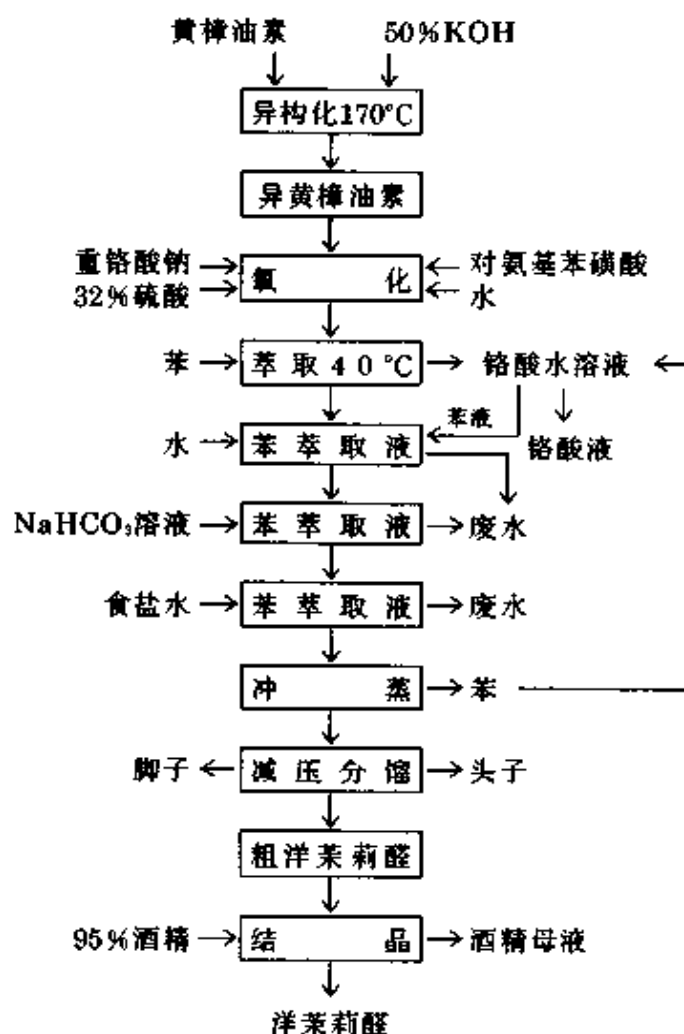 黄樟油素 50%KOH
异构化170°C
异黄樟油素
重铬酸钠 氧化 对氨基苯磺酸
32%硫酸 水
苯 萃取40°C 铬酸水溶液
苯液
水 苯萃取液 铬酸液
NaHCO₃溶液 苯萃取液 废水
食盐水 苯萃取液 废水
冲蒸 苯
脚子 减压分馏 头子
粗洋茉莉醛
95%酒精 结晶 酒精母液
洋茉莉醛